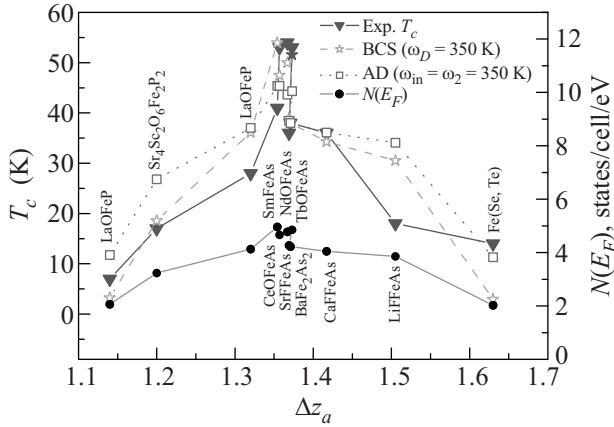 60
50
40
30
20
10
0
T_c (K)
12
10
8
6
4
2
0
N(E_F), states/cell/eV
1.1
1.2
1.3
1.4
1.5
1.6
1.7
Δz_a
Exp. T_c
BCS (ω_D = 350 K)
AD (ω_in = ω_2 = 350 K)
N(E_F)
LaOFeP
Sr4Sc2O6Fe2P2
LaOFeP
SmFeAs
NdOFeAs
TbOFeAs
CeOFeAs
SrFFeAs
BaFe2As2
CaFFeAs
LiFFeAs
Fe(Se, Te)